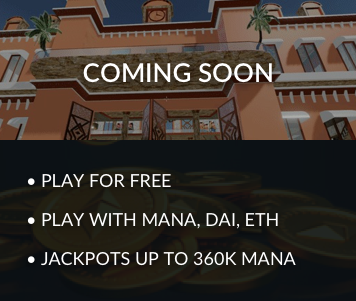 COMING SOON
• PLAY FOR FREE
• PLAY WITH MANA, DAI, ETH
• JACKPOTS UP TO 360K MANA